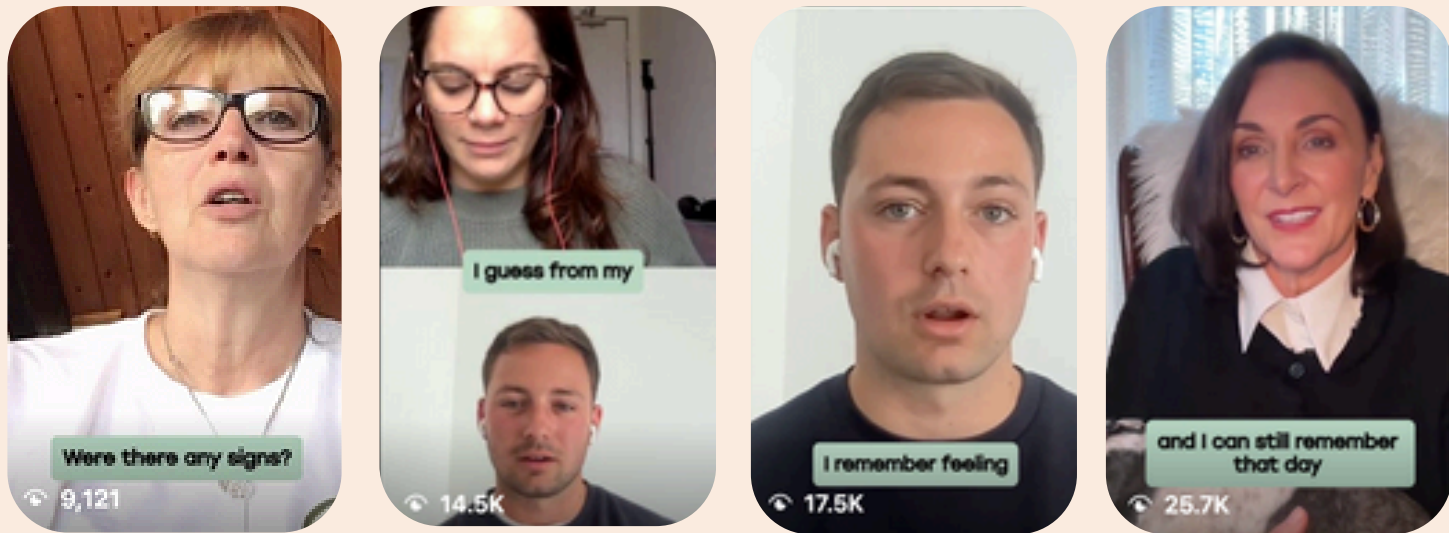 Were there any signs?
9,121
I guess from my
14.5K
I remember feeling
17.5K
and I can still remember
that day
25.7K